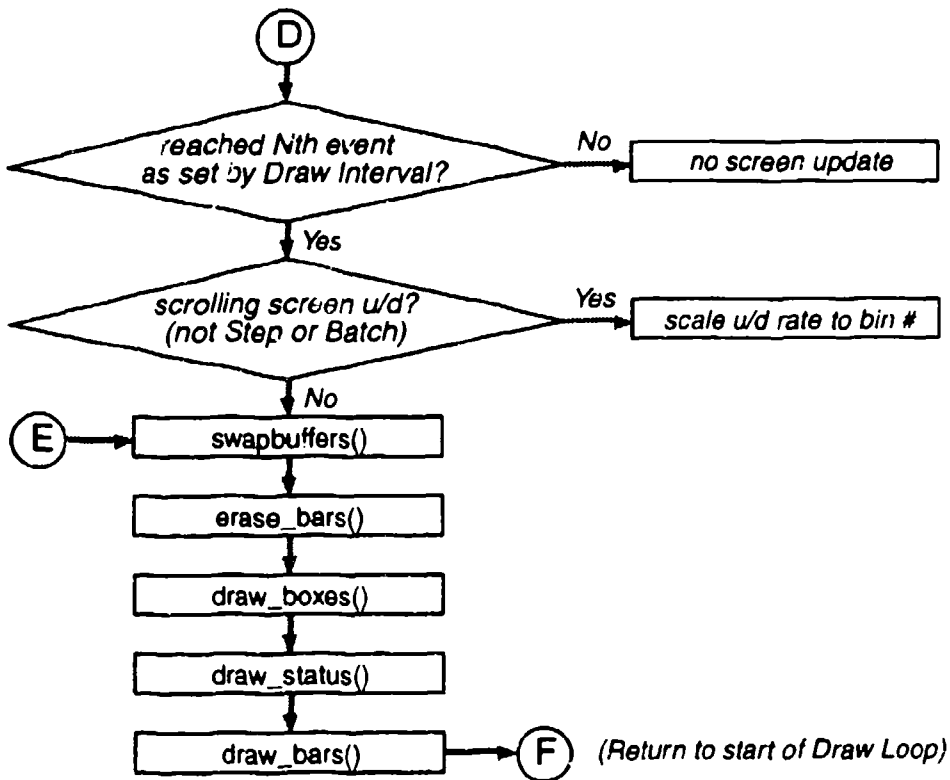 D
reached Nth event
as set by Draw Interval?
No
no screen update
Yes
scrolling screen u/d?
(not Step or Batch)
Yes
scale u/d rate to bin #
No
E
swapbuffers()
erase_bars()
draw_boxes()
draw_status()
draw_bars()
F
(Return to start of Draw Loop)